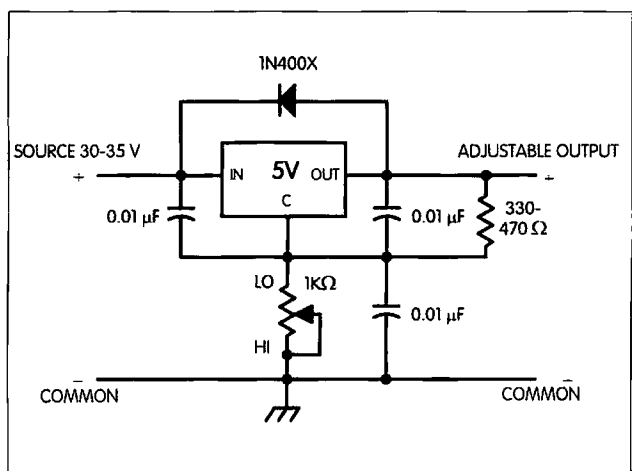 1N400X
SOURCE 30-35 V
ADJUSTABLE OUTPUT
+
IN
5V
OUT
+
C
0.01 µF
0.01 µF
330-
470 Ω
LO
1KΩ
0.01 µF
HI
−
−
COMMON
COMMON